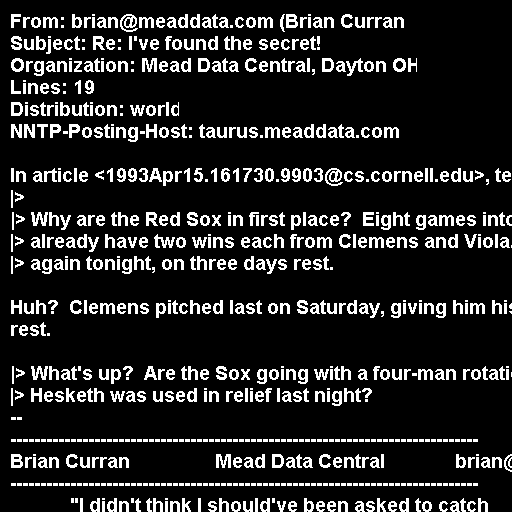 From: brian@meaddata.com (Brian Curran
Subject: Re: I've found the secret!
Organization: Mead Data Central, Dayton OH
Lines: 19
Distribution: world
NNTP-Posting-Host: taurus.meaddata.com
In article <1993Apr15.161730.9903@cs.cornell.edu>, te
|>
|> Why are the Red Sox in first place?  Eight games into
|> already have two wins each from Clemens and Viola.
|> again tonight, on three days rest.
Huh?  Clemens pitched last on Saturday, giving him his
rest.
|> What's up?  Are the Sox going with a four-man rotati
|> Hesketh was used in relief last night?
--
------------------------------------------------------------------------------
Brian Curran                 Mead Data Central              brian@
------------------------------------------------------------------------------
"I didn't think I should've been asked to catch